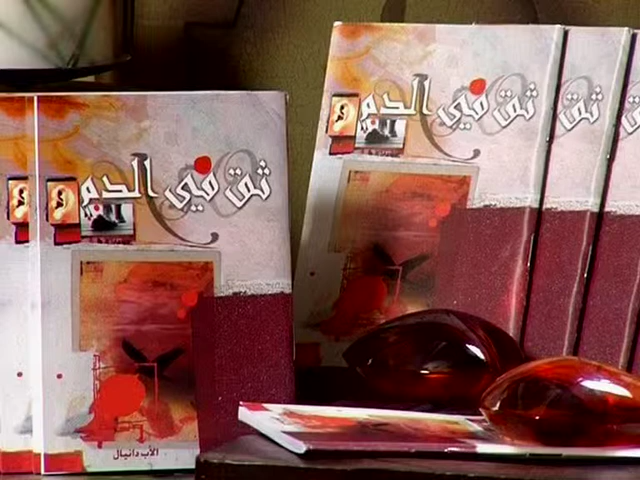 ثق في الدم
ثق
ثق في الدم
الأب دانيال